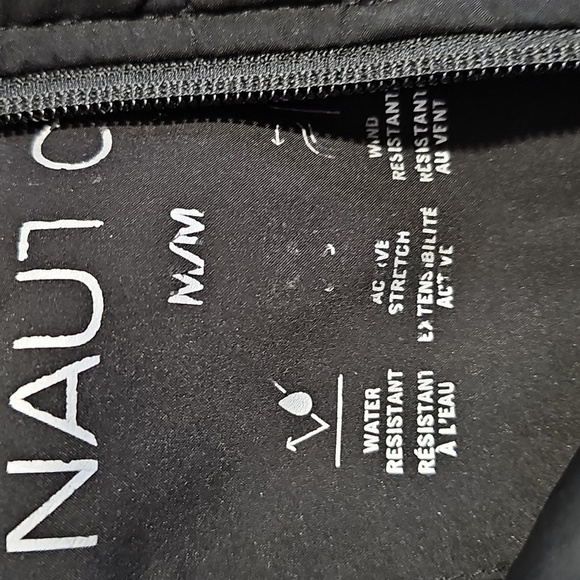 NAUT C
M/M
WATER
RESISTANT
RÉSISTANT
À L'EAU
ACTIVE
STRETCH
EXTENSIBILITÉ
ACTIVE
WIND
RESISTANT
RÉSISTANT
AU VENT